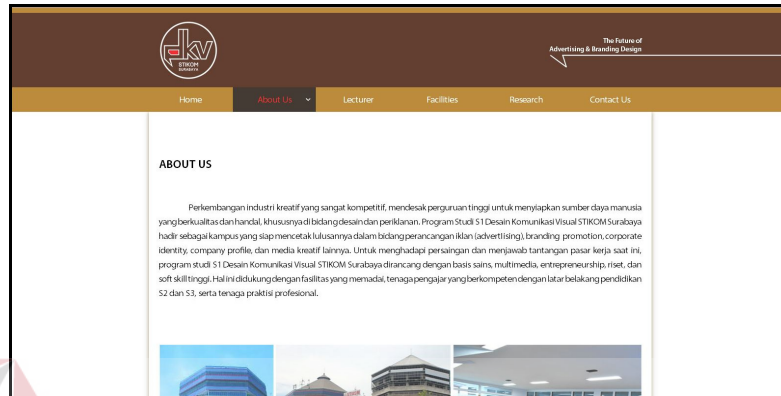 dkv
STIKOM
SURABAYA
The Future of
Advertising & Branding Design
Home About Us Lecturer Facilities Research Contact Us
ABOUT US
Perkembangan industri kreatif yang sangat kompetitif, mendesak perguruan tinggi untuk menyiapkan sumber daya manusia
yang berkualitas dan handal, khususnya di bidang desain dan periklanan. Program Studi S1 Desain Komunikasi Visual STIKOM Surabaya
hadir sebagai kampus yang siap mencetak lulusannya dalam bidang perancangan iklan (advertIising), branding promotion, corporate
identity, company profile, dan media kreatif lainnya. Untuk menghadapi persaingan dan menjawab tantangan pasar kerja saat ini,
program studi S1 Desain Komunikasi Visual STIKOM Surabaya dirancang dengan basis sains, multimedia, entrepreneurship, riset, dan
soft skill tinggi. Hal ini didukung dengan fasilitas yang memadai, tenaga pengajar yang berkompeten dengan latar belakang pendidikan
S2 dan S3, serta tenaga praktisi profesional.